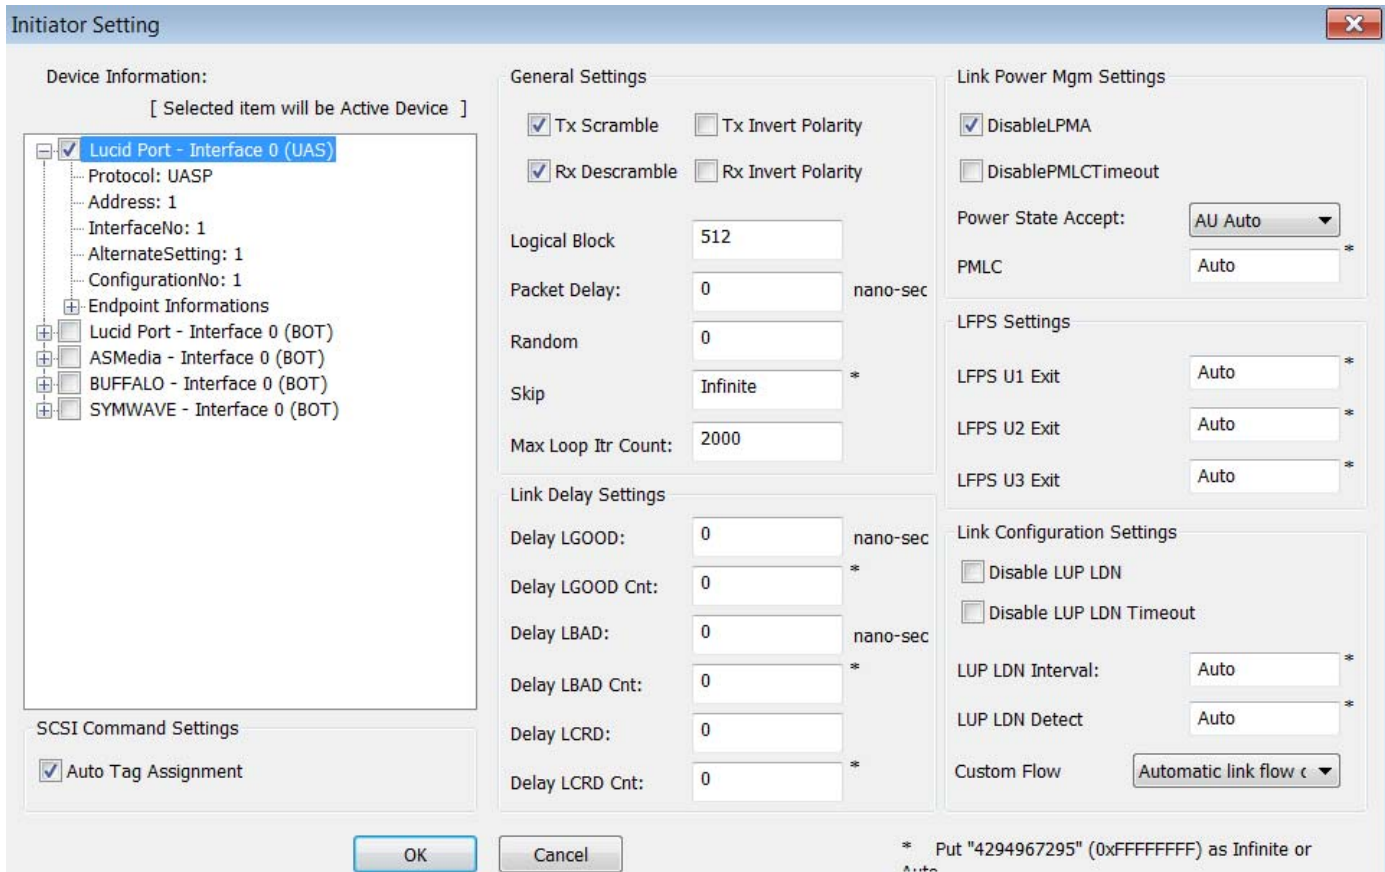 Initiator Setting
Device Information:
[ Selected item will be Active Device ]
Lucid Port - Interface 0 (UAS)
Protocol: UASP
Address: 1
InterfaceNo: 1
AlternateSetting: 1
ConfigurationNo: 1
Endpoint Informations
Lucid Port - Interface 0 (BOT)
ASMedia - Interface 0 (BOT)
BUFFALO - Interface 0 (BOT)
SYMWAVE - Interface 0 (BOT)
SCSI Command Settings
Auto Tag Assignment
General Settings
Tx Scramble Tx Invert Polarity
Rx Descramble Rx Invert Polarity
Logical Block 512
Packet Delay: 0 nano-sec
Random 0
Skip Infinite *
Max Loop Itr Count: 2000
Link Delay Settings
Delay LGOOD: 0 nano-sec
Delay LGOOD Cnt: 0 *
Delay LBAD: 0 nano-sec
Delay LBAD Cnt: 0 *
Delay LCRD: 0
Delay LCRD Cnt: 0 *
Link Power Mgm Settings
DisableLPMA
DisablePMLCTimeout
Power State Accept: AU Auto
PMLC Auto *
LFPS Settings
LFPS U1 Exit Auto *
LFPS U2 Exit Auto *
LFPS U3 Exit Auto *
Link Configuration Settings
Disable LUP LDN
Disable LUP LDN Timeout
LUP LDN Interval: Auto *
LUP LDN Detect Auto *
Custom Flow Automatic link flow c
OK Cancel
* Put "4294967295" (0xFFFFFFFF) as Infinite or
Auto